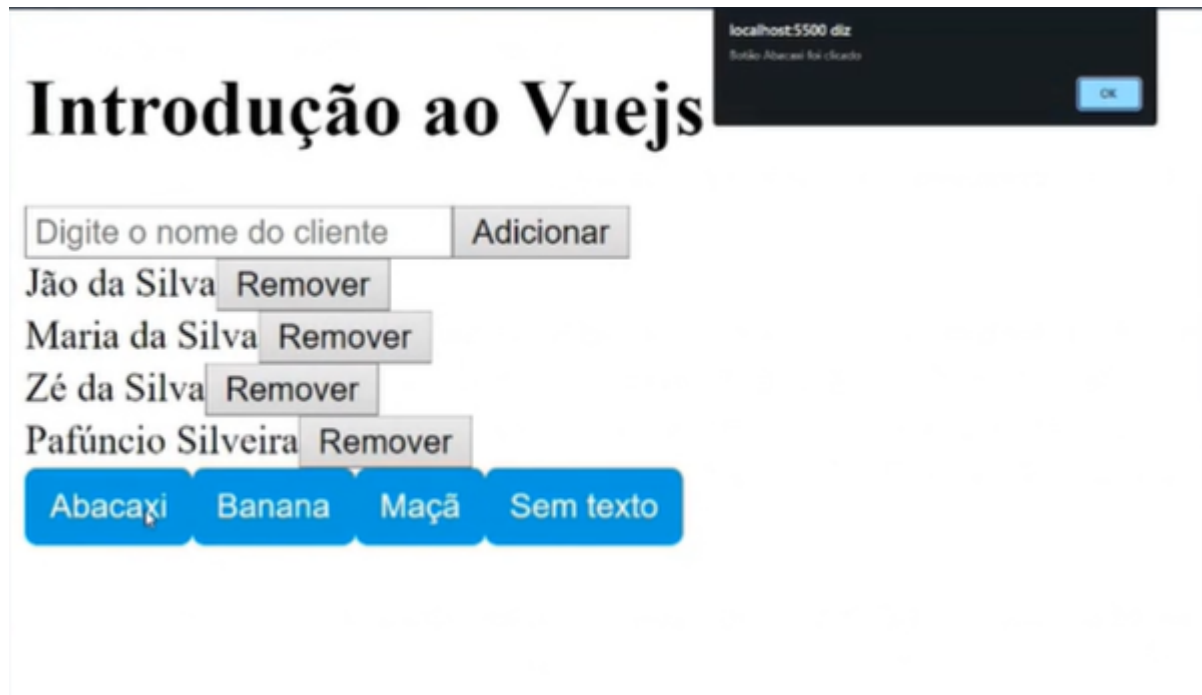 localhost:5500 diz
Botão Abacaxi foi clicado
OK
Introdução ao Vuejs
Digite o nome do cliente Adicionar
Jão da Silva Remover
Maria da Silva Remover
Zé da Silva Remover
Pafúncio Silveira Remover
Abacaxi Banana Maçã Sem texto